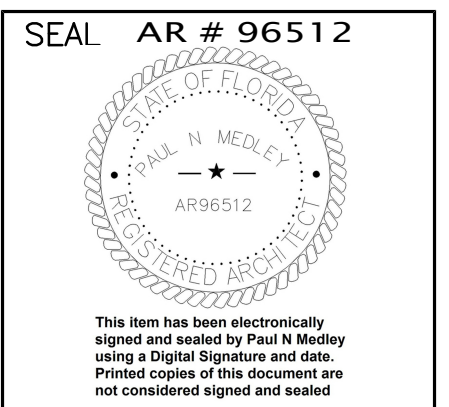 SEAL AR # 96512
STATE OF FLORIDA
PAUL N MEDLEY
AR96512
REGISTERED ARCHITECT
This item has been electronically
signed and sealed by Paul N Medley
using a Digital Signature and date.
Printed copies of this document are
not considered signed and sealed